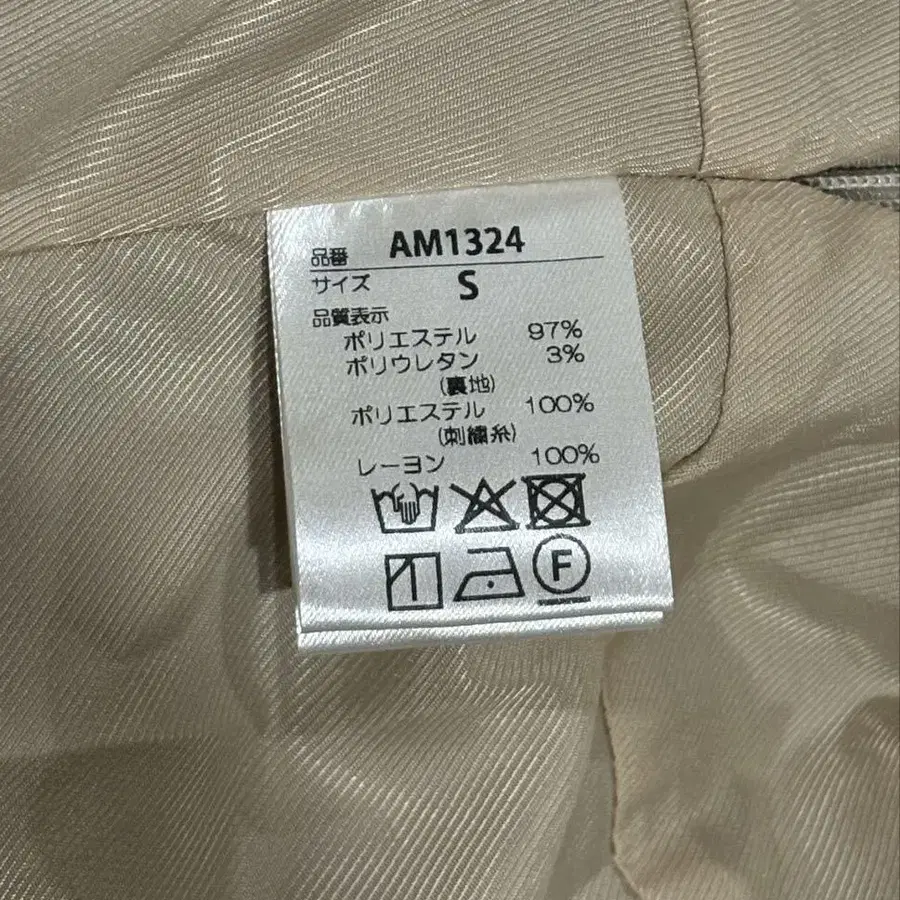 品番 AM1324
サイズ S
品質表示
ポリエステル 97%
ポリウレタン 3%
(裏地)
ポリエステル 100%
(刺繍糸)
レーヨン 100%
F